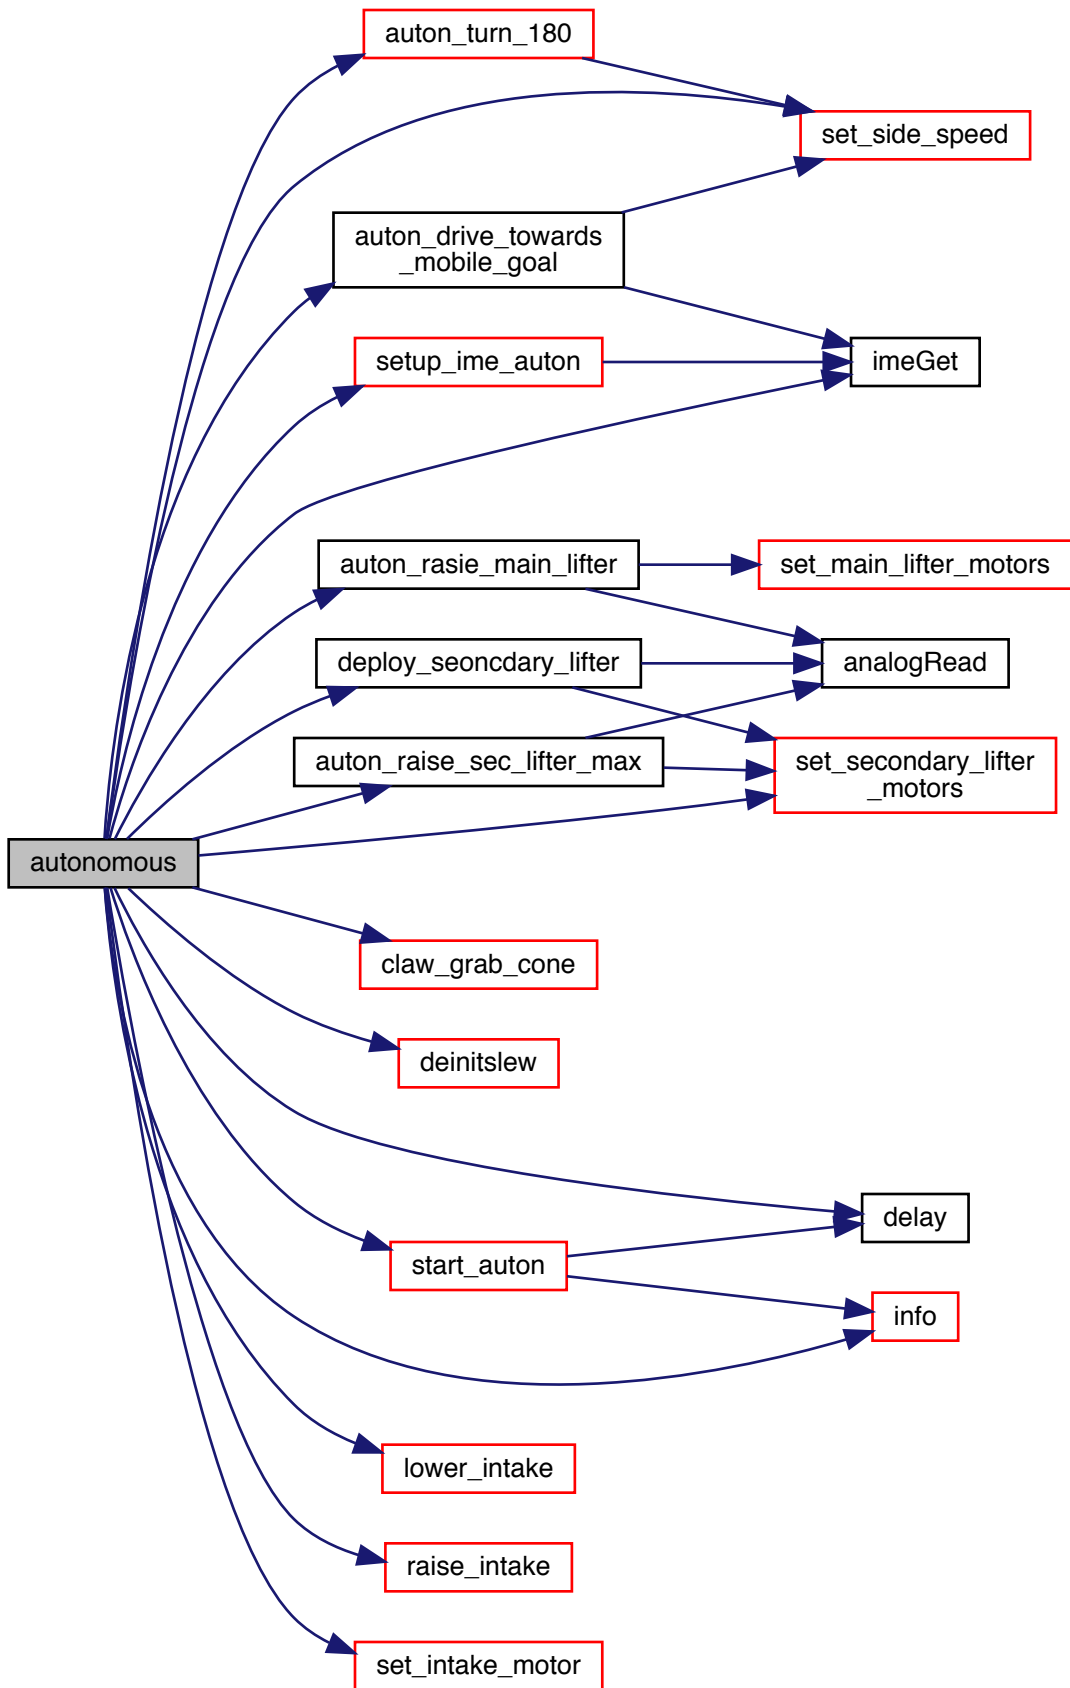 auton_turn_180
set_side_speed
auton_drive_towards
_mobile_goal
setup_ime_auton
imeGet
auton_rasie_main_lifter
set_main_lifter_motors
deploy_seoncdary_lifter
analogRead
auton_raise_sec_lifter_max
set_secondary_lifter
_motors
autonomous
claw_grab_cone
deinitslew
delay
start_auton
info
lower_intake
raise_intake
set_intake_motor